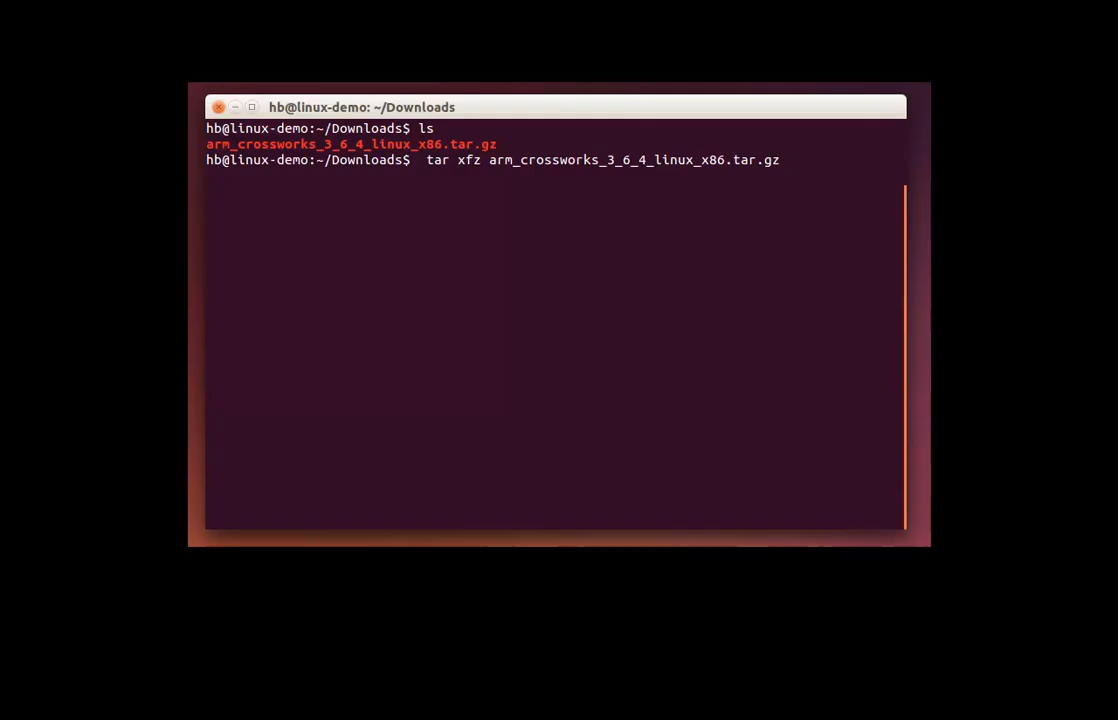 hb@linux-demo: ~/Downloads
hb@linux-demo:~/Downloads$ ls
arm_crossworks_3_6_4_linux_x86.tar.gz
hb@linux-demo:~/Downloads$  tar xfz arm_crossworks_3_6_4_linux_x86.tar.gz